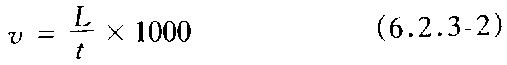 v = L/t × 1000 (6.2.3-2)